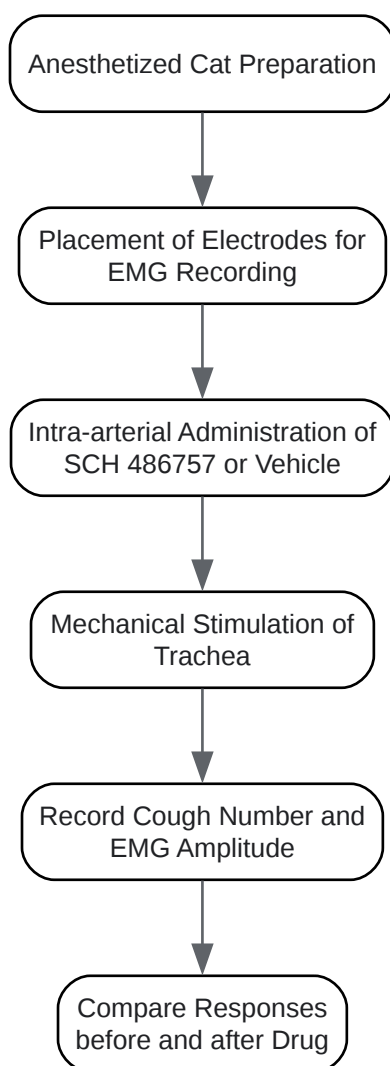 Anesthetized Cat Preparation
Placement of Electrodes for
EMG Recording
Intra-arterial Administration of
SCH 486757 or Vehicle
Mechanical Stimulation of
Trachea
Record Cough Number and
EMG Amplitude
Compare Responses
before and after Drug